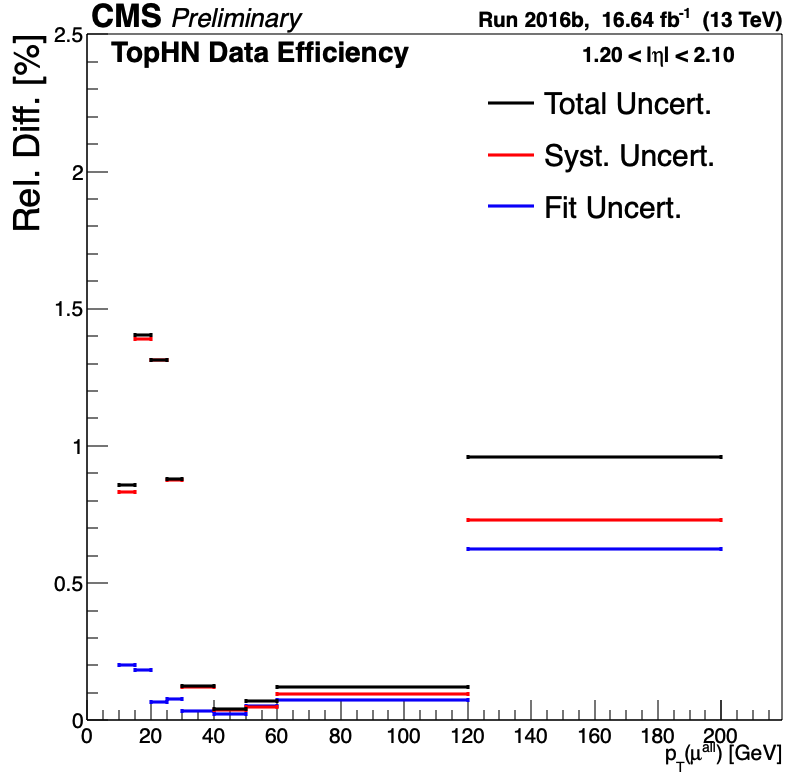 CMS Preliminary Run 2016b, 16.64 fb⁻¹ (13 TeV)
TopHN Data Efficiency 1.20 < |η| < 2.10
Total Uncert.
Syst. Uncert.
Fit Uncert.
Rel. Diff. [%]
2.5
2
1.5
1
0.5
0
0 20 40 60 80 100 120 140 160 180 200
p_T(μ^all) [GeV]